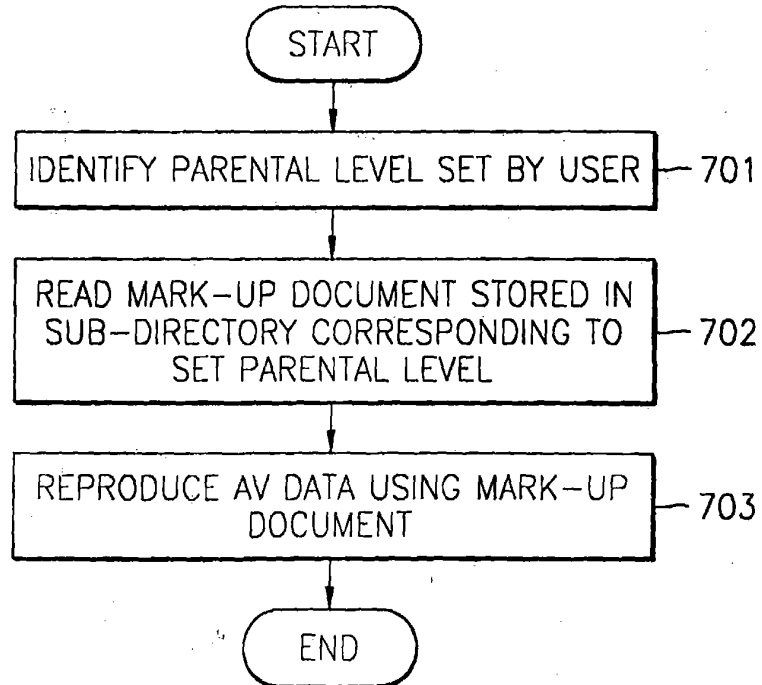 START
IDENTIFY PARENTAL LEVEL SET BY USER
701
READ MARK-UP DOCUMENT STORED IN
SUB-DIRECTORY CORRESPONDING TO
SET PARENTAL LEVEL
702
REPRODUCE AV DATA USING MARK-UP
DOCUMENT
703
END